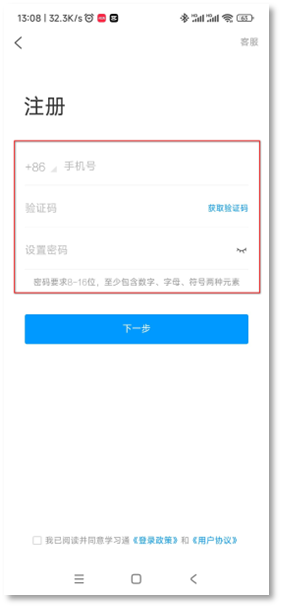 13:08 | 32.3K/s
63
客服
注册
+86 手机号
验证码 获取验证码
设置密码
密码要求8-16位，至少包含数字、字母、符号两种元素
下一步
我已阅读并同意学习通《登录政策》和《用户协议》